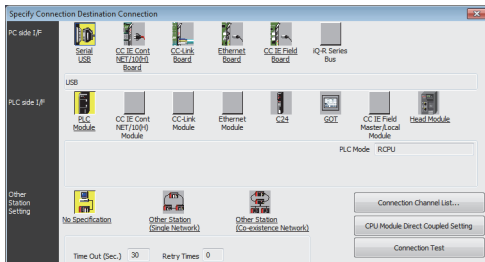 Specify Connection Destination Connection
PC side I/F
Serial USB
CC IE Cont NET/10(H) Board
CC-Link Board
Ethernet Board
CC IE Field Board
iQ-R Series Bus
USB
PLC side I/F
PLC Module
CC IE Cont NET/10(H) Module
CC-Link Module
Ethernet Module
C24
GOT
CC IE Field Master/Local Module
Head Module
PLC Mode RCPU
Other Station Setting
No Specification
Other Station (Single Network)
Other Station (Co-existence Network)
Connection Channel List...
CPU Module Direct Coupled Setting
Time Out (Sec.) 30 Retry Times 0
Connection Test